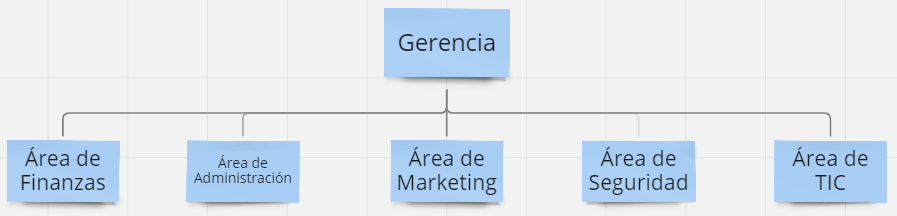 Gerencia
Área de
Finanzas
Área de
Administración
Área de
Marketing
Área de
Seguridad
Área de
TIC